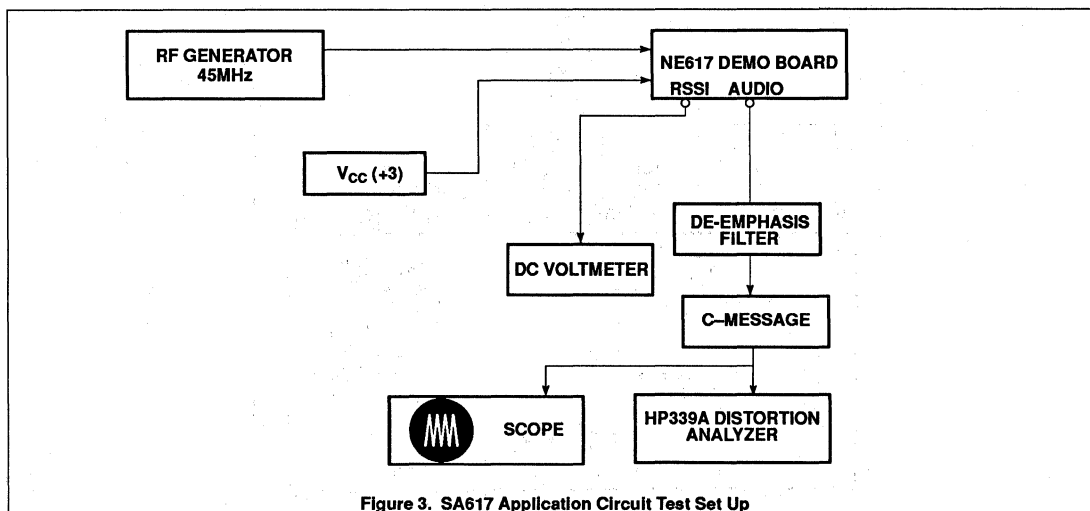 RF GENERATOR
45MHz
NE617 DEMO BOARD
RSSI AUDIO
VCC (+3)
DE-EMPHASIS
FILTER
DC VOLTMETER
C–MESSAGE
SCOPE
HP339A DISTORTION
ANALYZER
Figure 3. SA617 Application Circuit Test Set Up